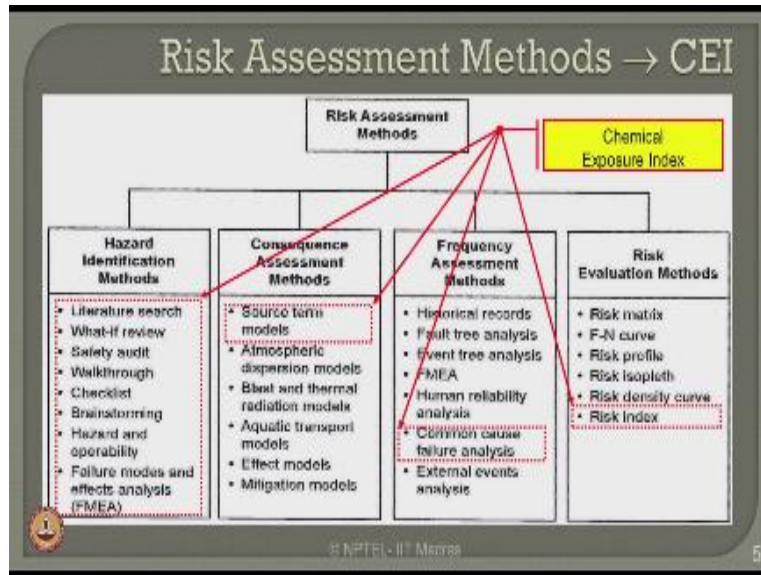 Risk Assessment Methods → CEI
Risk Assessment
Methods
Chemical
Exposure Index
Hazard
Identification
Methods
• Literature search
• What-if review
• Safety audit
• Walkthrough
• Checklist
• Brainstorming
• Hazard and
operability
• Failure modes and
effects analysis
(FMEA)
Consequence
Assessment
Methods
• Source term
models
• Atmospheric
dispersion models
• Blast and thermal
radiation models
• Aquatic transport
models
• Effect models
• Mitigation models
Frequency
Assessment
Methods
• Historical records
• Fault tree analysis
• Event tree analysis
• FMEA
• Human reliability
analysis
• Common cause
failure analysis
• External events
analysis
Risk
Evaluation Methods
• Risk matrix
• F-N curve
• Risk profile
• Risk isopleth
• Risk density curve
• Risk index
© NPTEL- IIT Madras
5